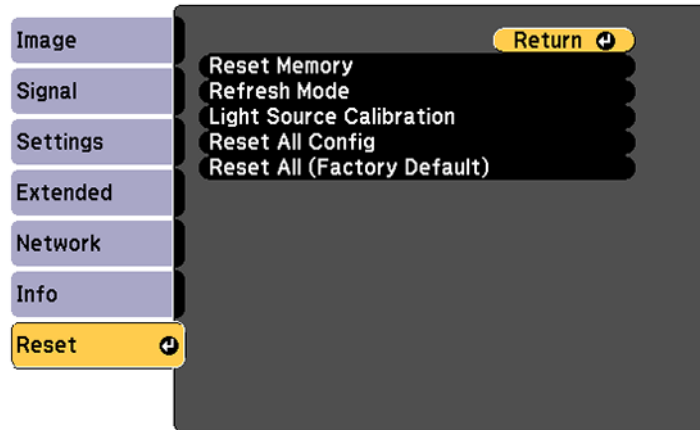 Image
Signal
Settings
Extended
Network
Info
Reset
Return
Reset Memory
Refresh Mode
Light Source Calibration
Reset All Config
Reset All (Factory Default)